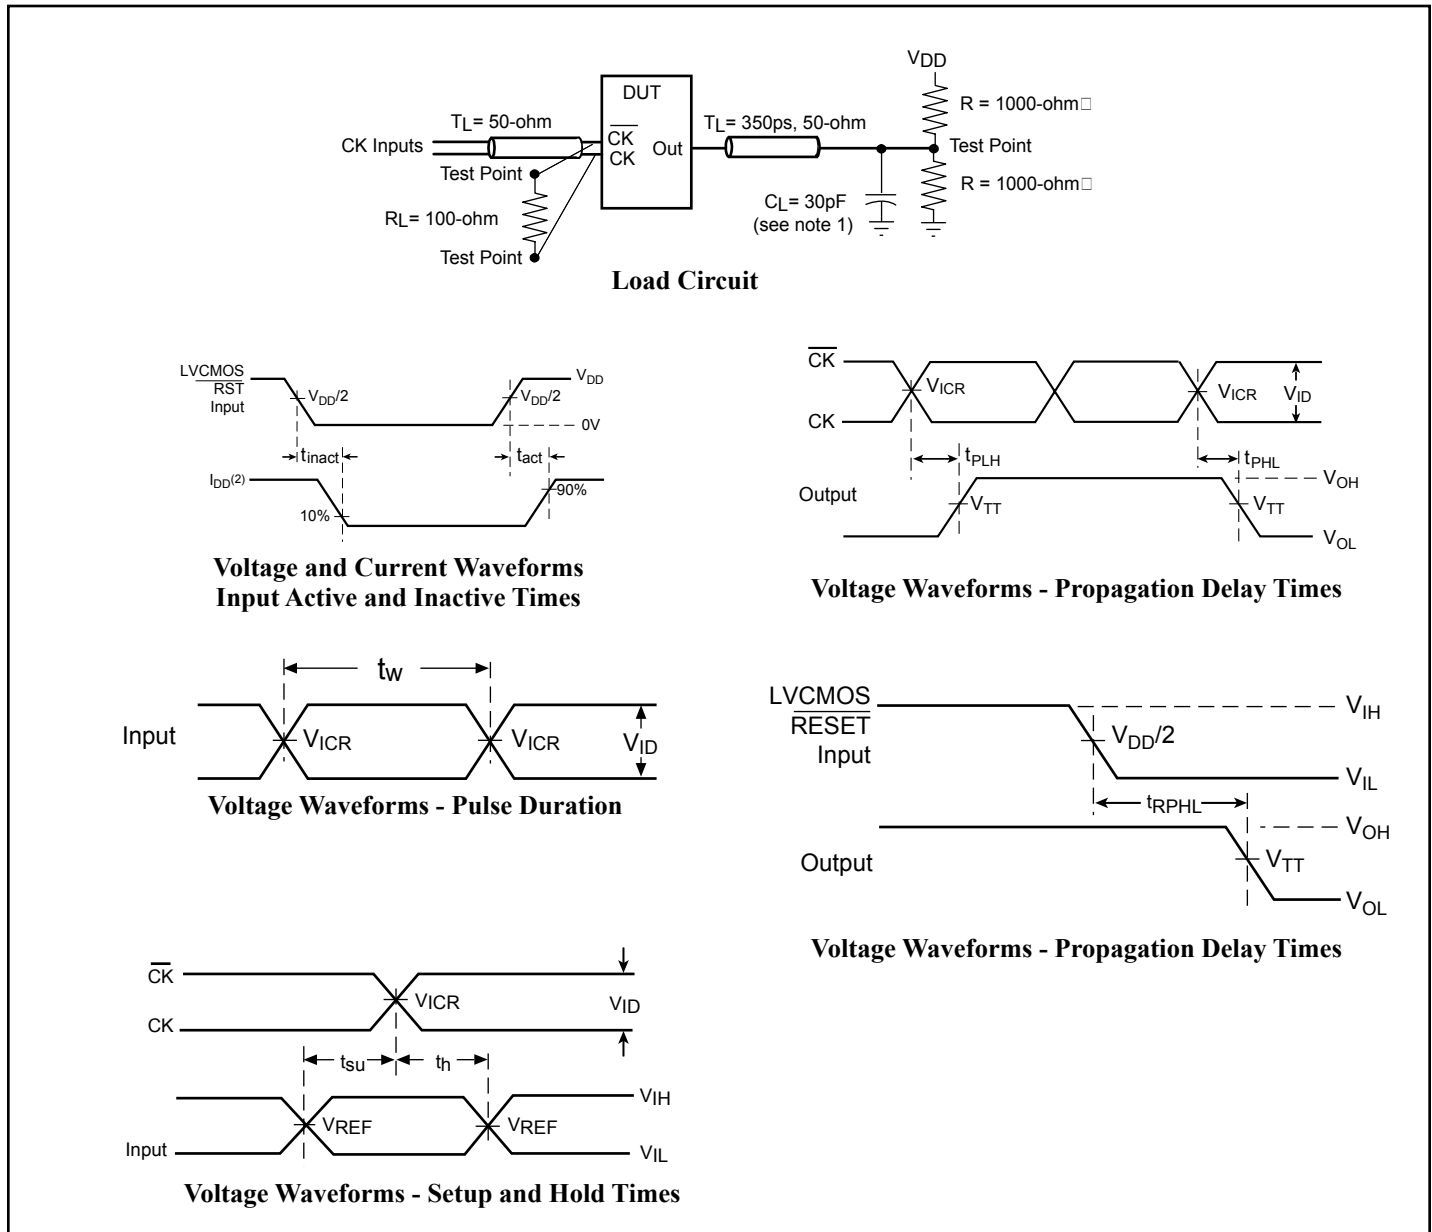 VDD
R = 1000-ohm□
DUT
TL= 50-ohm
TL= 350ps, 50-ohm
CK Inputs
CK
CK
Out
Test Point
Test Point
R = 1000-ohm□
CL= 30pF
(see note 1)
RL= 100-ohm
Test Point
Load Circuit
LVCMOS
RST
Input
VDD/2
VDD/2
VDD
0V
tinact
tact
IDD(2)
10%
90%
Voltage and Current Waveforms
Input Active and Inactive Times
CK
CK
VICR
VICR
VID
tPLH
tPHL
Output
VTT
VTT
VOH
VOL
Voltage Waveforms - Propagation Delay Times
tw
Input
VICR
VICR
VID
Voltage Waveforms - Pulse Duration
LVCMOS
RESET
Input
VIH
VDD/2
VIL
tRPHL
VOH
Output
VTT
VOL
Voltage Waveforms - Propagation Delay Times
CK
CK
VICR
VID
tsu
th
Input
VREF
VREF
VIH
VIL
Voltage Waveforms - Setup and Hold Times